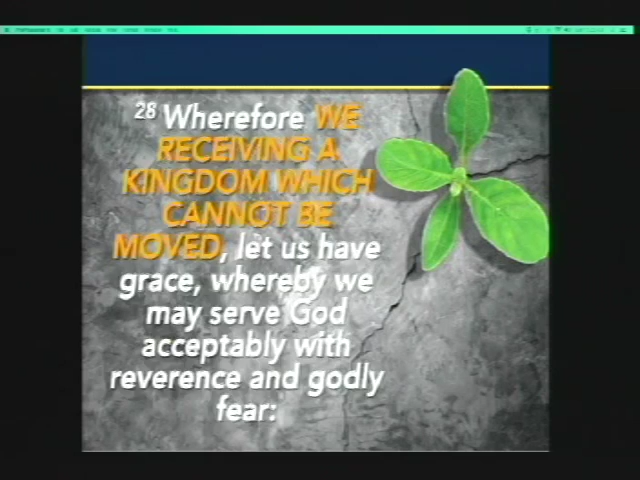 28 Wherefore WE
RECEIVING A
KINGDOM WHICH
CANNOT BE
MOVED, let us have
grace, whereby we
may serve God
acceptably with
reverence and godly
fear: